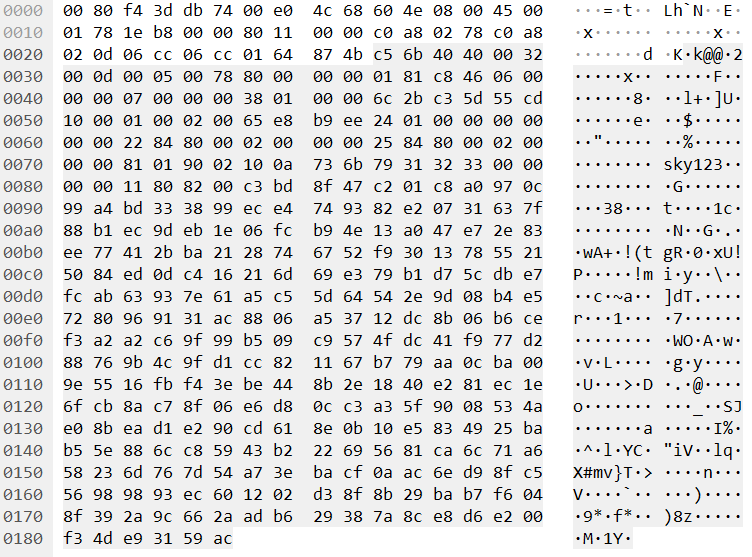 0000 00 80 f4 3d db 74 00 e0 4c 68 60 4e 08 00 45 00 ···=·t·· Lh`N··E·
0010 01 78 1e b8 00 00 80 11 00 00 c0 a8 02 78 c0 a8 ·x······ ·····x··
0020 02 0d 06 cc 06 cc 01 64 87 4b c5 6b 40 40 00 32 ·······d ·K·k@@·2
0030 00 0d 00 05 00 78 80 00 00 00 01 81 c8 46 06 00 ·····x·· ·····F··
0040 00 00 07 00 00 00 38 01 00 00 6c 2b c3 5d 55 cd ······8· ··l+·]U·
0050 10 00 01 00 02 00 65 e8 b9 ee 24 01 00 00 00 00 ······e· ··$·····
0060 00 00 22 84 80 00 02 00 00 00 25 84 80 00 02 00 ··"····· ··%·····
0070 00 00 81 01 90 02 10 0a 73 6b 79 31 32 33 00 00 ········ sky123··
0080 00 00 11 80 82 00 c3 bd 8f 47 c2 01 c8 a0 97 0c ········ ·G······
0090 99 a4 bd 33 38 99 ec e4 74 93 82 e2 07 31 63 7f ···38··· t····1c·
00a0 88 b1 ec 9d eb 1e 06 fc b9 4e 13 a0 47 e7 2e 83 ········ ·N··G·.·
00b0 ee 77 41 2b ba 21 28 74 67 52 f9 30 13 78 55 21 ·wA+·!(t gR·0·xU!
00c0 50 84 ed 0d c4 16 21 6d 69 e3 79 b1 d7 5c db e7 P·····!m i·y··\··
00d0 fc ab 63 93 7e 61 a5 c5 5d 64 54 2e 9d 08 b4 e5 ··c·~a·· ]dT.····
00e0 72 80 96 91 31 ac 88 06 a5 37 12 dc 8b 06 b6 ce r···1··· ·7······
00f0 f3 a2 a2 c6 9f 99 b5 09 c9 57 4f dc 41 f9 77 d2 ········ ·WO·A·w·
0100 88 76 9b 4c 9f d1 cc 82 11 67 b7 79 aa 0c ba 00 ·v·L···· ·g·y····
0110 9e 55 16 fb f4 3e be 44 8b 2e 18 40 e2 81 ec 1e ·U···>·D ·.·@····
0120 6f cb 8a c7 8f 06 e6 d8 0c c3 a3 5f 90 08 53 4a o······· ···_··SJ
0130 e0 8b ea d1 e2 90 cd 61 8e 0b 10 e5 83 49 25 ba ·······a ·····I%·
0140 b5 5e 88 6c c8 59 43 b2 22 69 56 81 ca 6c 71 a6 ·^·l·YC· "iV··lq·
0150 58 23 6d 76 7d 54 a7 3e ba cf 0a ac 6e d9 8f c5 X#mv}T·> ····n···
0160 56 98 98 93 ec 60 12 02 d3 8f 8b 29 ba b7 f6 04 V····`·· ···)····
0170 8f 39 2a 9c 66 2a ad b6 29 38 7a 8c e8 d6 e2 00 ·9*·f*·· )8z·····
0180 f3 4d e9 31 59 ac ·M·1Y·